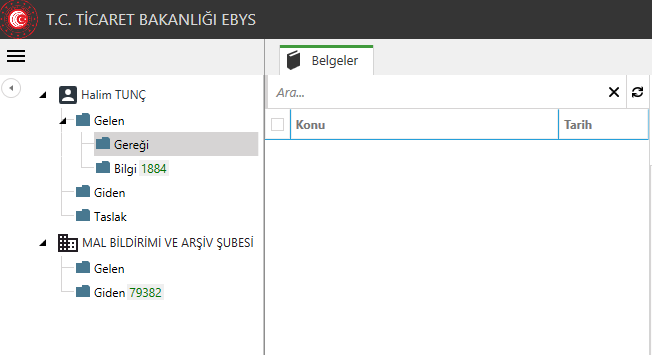 T.C. TİCARET BAKANLIĞI EBYS
Belgeler
Halim TUNÇ
Gelen
Gereği
Bilgi 1884
Giden
Taslak
MAL BİLDİRİMİ VE ARŞİV ŞUBESİ
Gelen
Giden 79382
Ara...
Konu Tarih